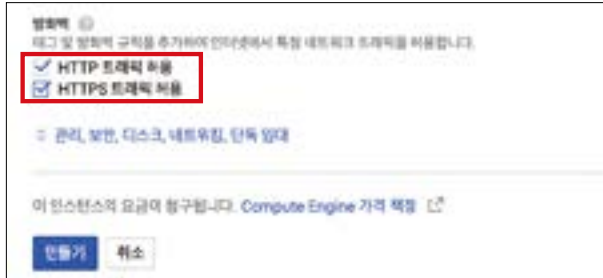 방화벽
태그 및 방화벽 규칙을 추가하여 인터넷에서 특정 네트워크 트래픽을 허용합니다.
HTTP 트래픽 허용
HTTPS 트래픽 허용
관리, 보안, 디스크, 네트워킹, 단독 임대
이 인스턴스의 요금이 청구됩니다. Compute Engine 가격 책정
만들기 취소